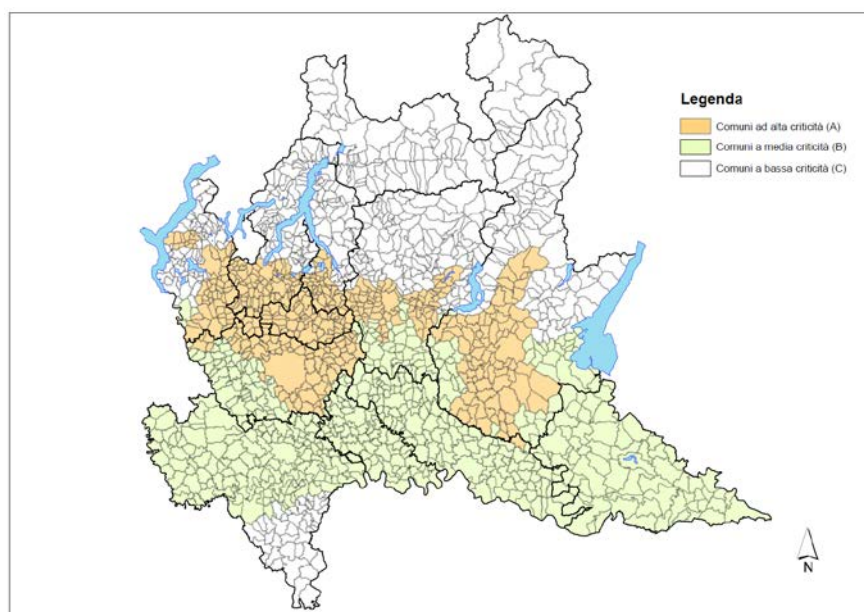 Legenda
Comuni ad alta criticità (A)
Comuni a media criticità (B)
Comuni a bassa criticità (C)
N